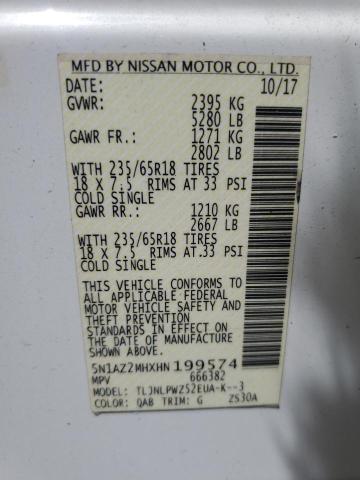 MFD BY NISSAN MOTOR CO., LTD.
DATE: 10/17
GVWR: 2395 KG
5280 LB
GAWR FR.: 1271 KG
2802 LB
WITH 235/65R18 TIRES
18 X 7.5 RIMS AT 33 PSI
COLD SINGLE
GAWR RR.: 1210 KG
2667 LB
WITH 235/65R18 TIRES
18 X 7.5 RIMS AT 33 PSI
COLD SINGLE
THIS VEHICLE CONFORMS TO
ALL APPLICABLE FEDERAL
MOTOR VEHICLE SAFETY AND
THEFT PREVENTION
STANDARDS IN EFFECT ON
THE DATE OF MANUFACTURE
SHOWN ABOVE.
5N1AZ2MHXHN199574
MPV 666382
MODEL: TLJNLPWZ52EUA-K--3
COLOR: QAB TRIM: G ZS30A